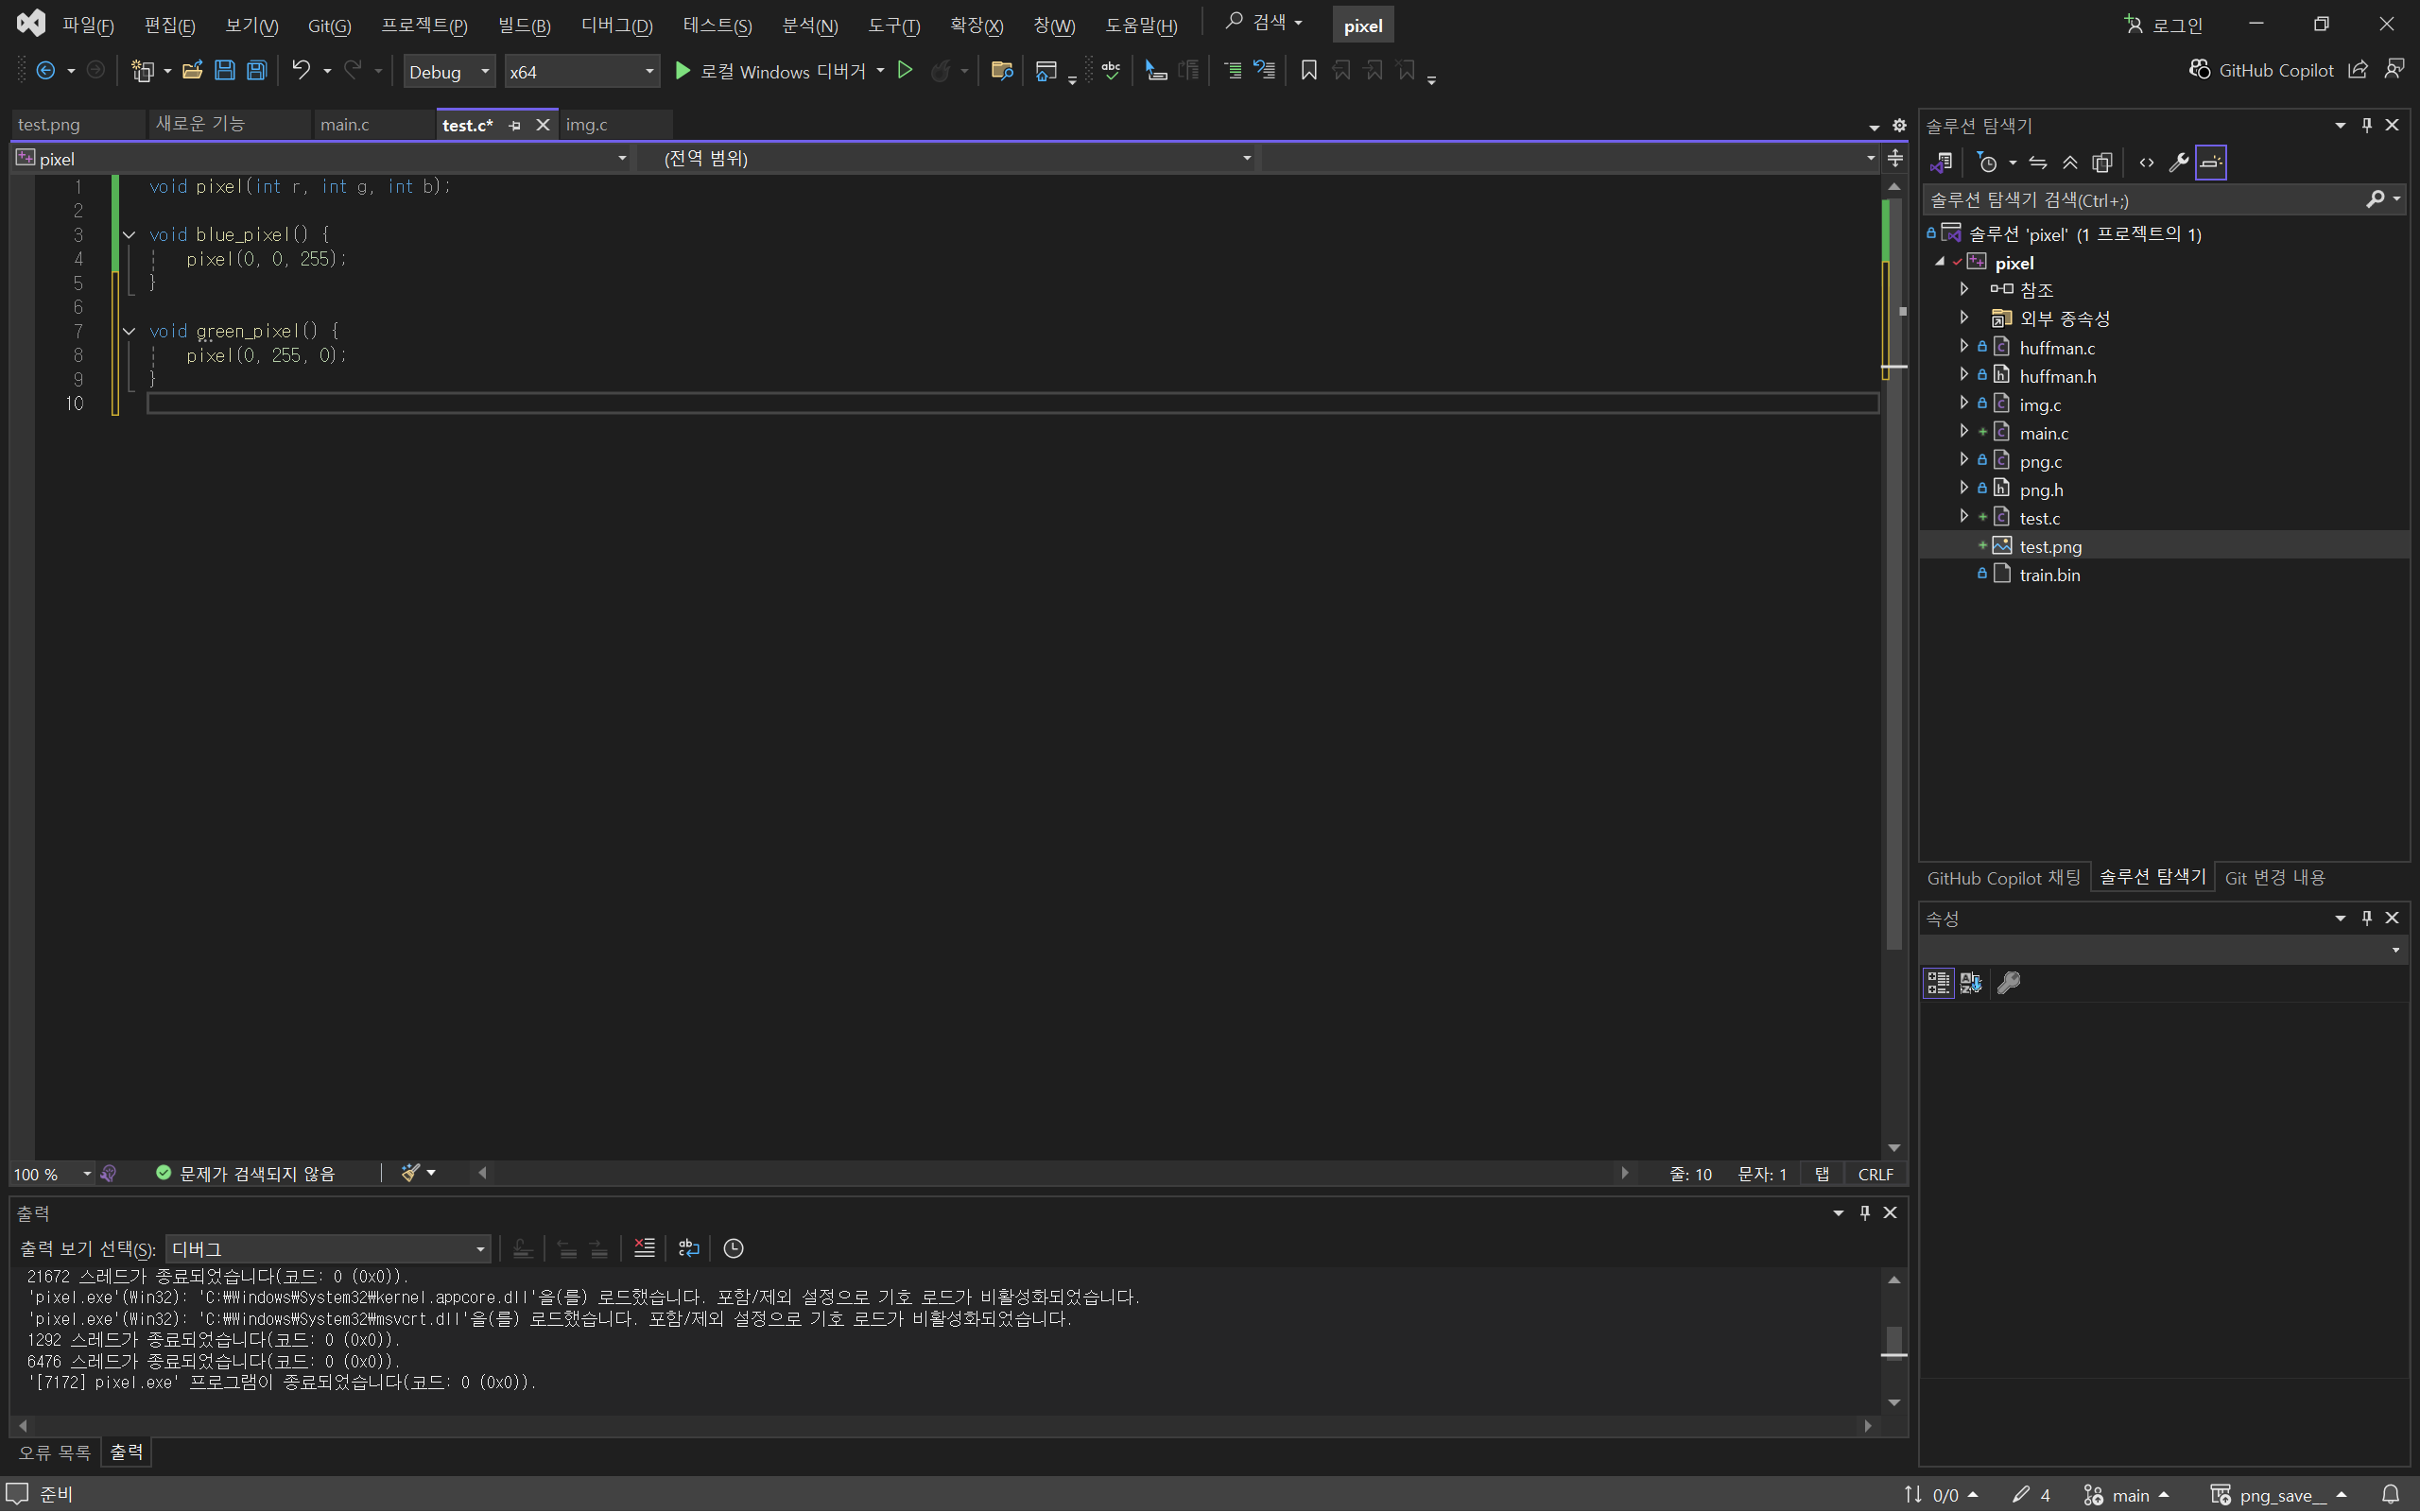 파일(F) 편집(E) 보기(V) Git(G) 프로젝트(P) 빌드(B) 디버그(D) 테스트(S) 분석(N) 도구(T) 확장(X) 창(W) 도움말(H) 검색 pixel 로그인
Debug x64 로컬 Windows 디버거 GitHub Copilot
test.png 새로운 기능 main.c test.c* img.c
pixel (전역 범위)
1 void pixel(int r, int g, int b);
2
3 void blue_pixel() {
4 pixel(0, 0, 255);
5 }
6
7 void green_pixel() {
8 pixel(0, 255, 0);
9 }
10
100 % 문제가 검색되지 않음 줄: 10 문자: 1 탭 CRLF
출력
출력 보기 선택(S): 디버그
21672 스레드가 종료되었습니다(코드: 0 (0x0)).
'pixel.exe'(Win32): 'C:₩Windows₩System32₩kernel.appcore.dll'을(를) 로드했습니다. 포함/제외 설정으로 기호 로드가 비활성화되었습니다.
'pixel.exe'(Win32): 'C:₩Windows₩System32₩msvcrt.dll'을(를) 로드했습니다. 포함/제외 설정으로 기호 로드가 비활성화되었습니다.
1292 스레드가 종료되었습니다(코드: 0 (0x0)).
6476 스레드가 종료되었습니다(코드: 0 (0x0)).
'[7172] pixel.exe' 프로그램이 종료되었습니다(코드: 0 (0x0)).
오류 목록 출력
솔루션 탐색기
솔루션 탐색기 검색(Ctrl+;)
솔루션 'pixel' (1 프로젝트의 1)
pixel
참조
외부 종속성
huffman.c
huffman.h
img.c
main.c
png.c
png.h
test.c
test.png
train.bin
GitHub Copilot 채팅 솔루션 탐색기 Git 변경 내용
속성
준비 0/0 4 main png_save__